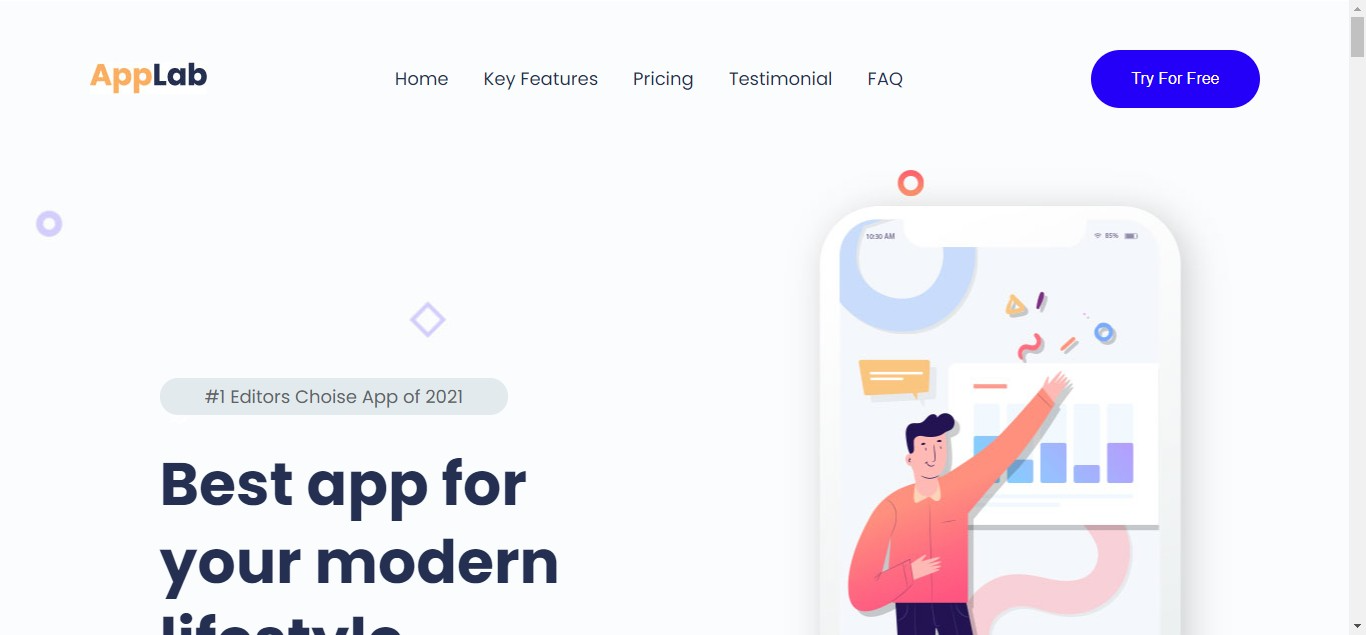 AppLab
Home Key Features Pricing Testimonial FAQ
Try For Free
10:30 AM
85%
#1 Editors Choise App of 2021
Best app for
your modern
lifestyle